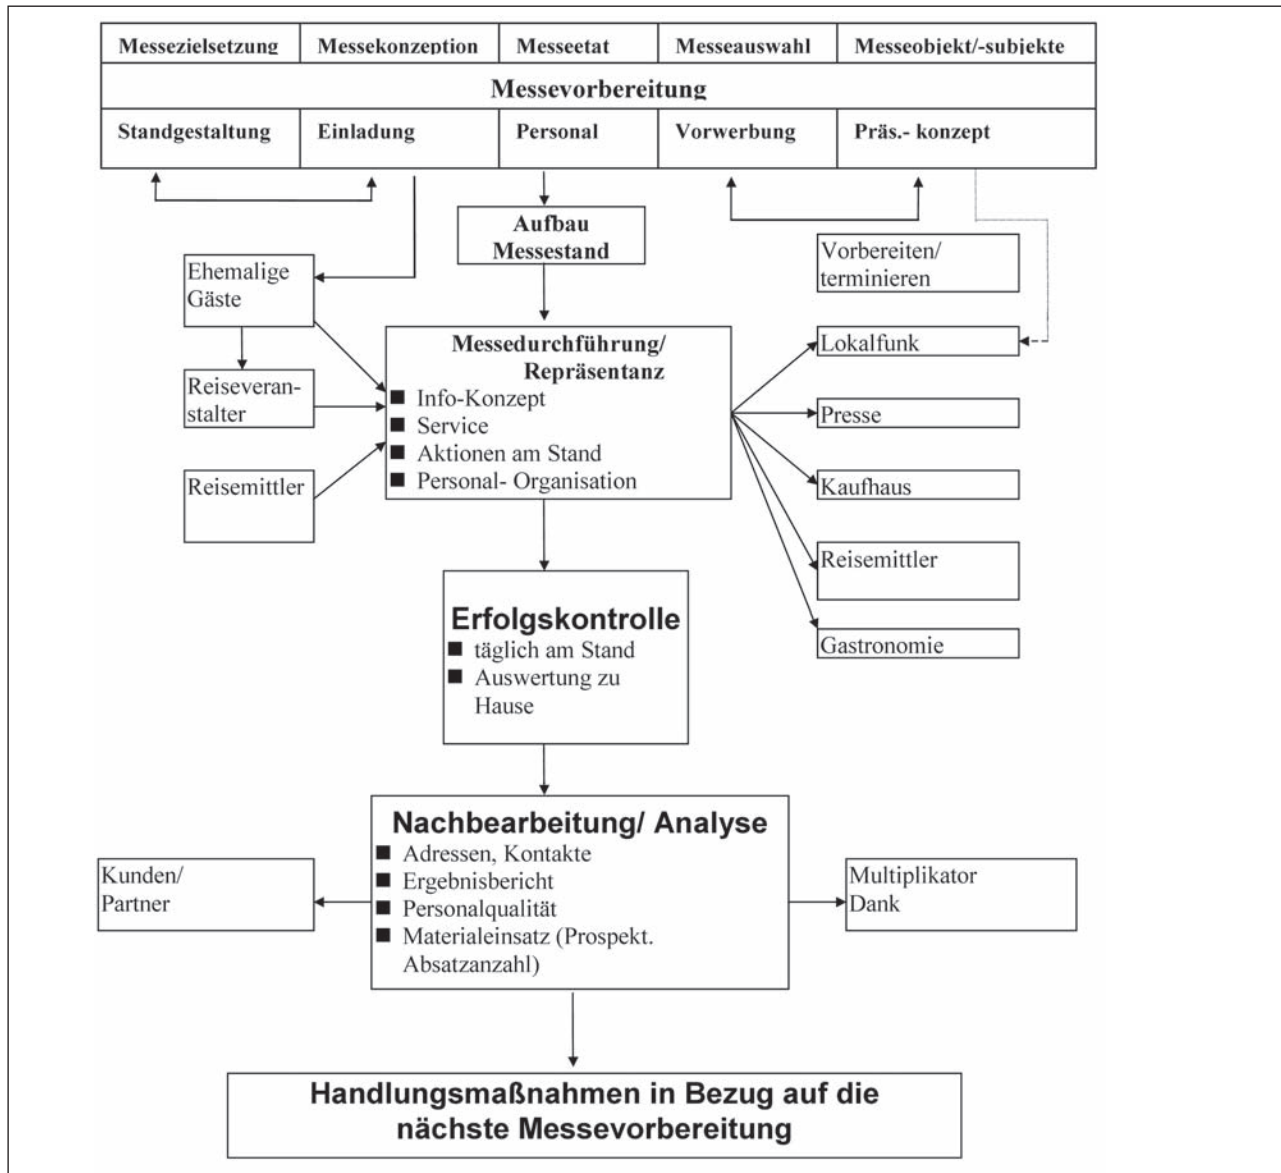 Messezielsetzung Messekonzeption Messeetat Messeauswahl Messeobjekt/-subjekte
Messevorbereitung
Standgestaltung Einladung Personal Vorwerbung Präs.- konzept
Aufbau
Messestand
Vorbereiten/
terminieren
Ehemalige
Gäste
Reiseveran-
stalter
Reisemittler
Messedurchführung/
Repräsentanz
■ Info-Konzept
■ Service
■ Aktionen am Stand
■ Personal- Organisation
Lokalfunk
Presse
Kaufhaus
Reisemittler
Gastronomie
Erfolgskontrolle
■ täglich am Stand
■ Auswertung zu
Hause
Nachbearbeitung/ Analyse
■ Adressen, Kontakte
■ Ergebnisbericht
■ Personalqualität
■ Materialeinsatz (Prospekt.
Absatzanzahl)
Kunden/
Partner
Multiplikator
Dank
Handlungsmaßnahmen in Bezug auf die
nächste Messevorbereitung